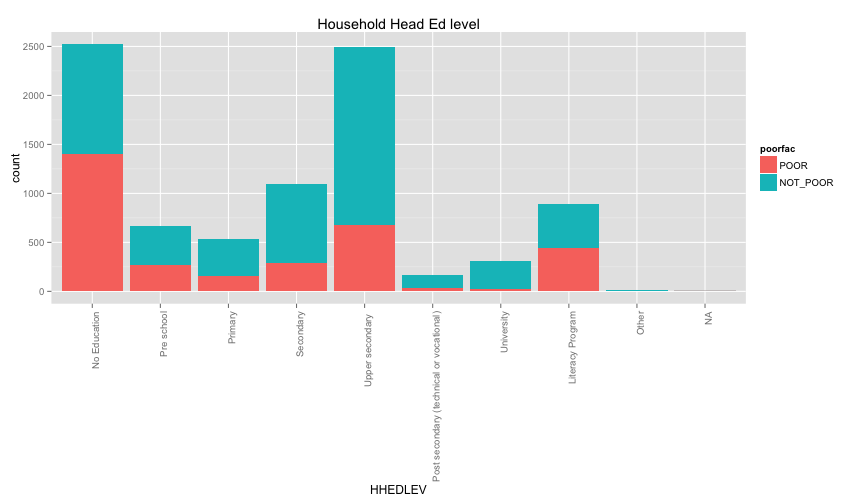 Household Head Ed level
2500
2000
1500
1000
500
0
count
No Education
Pre school
Primary
Secondary
Upper secondary
Post secondary (technical or vocational)
University
Literacy Program
Other
NA
HHEDLEV
poorfac
POOR
NOT_POOR